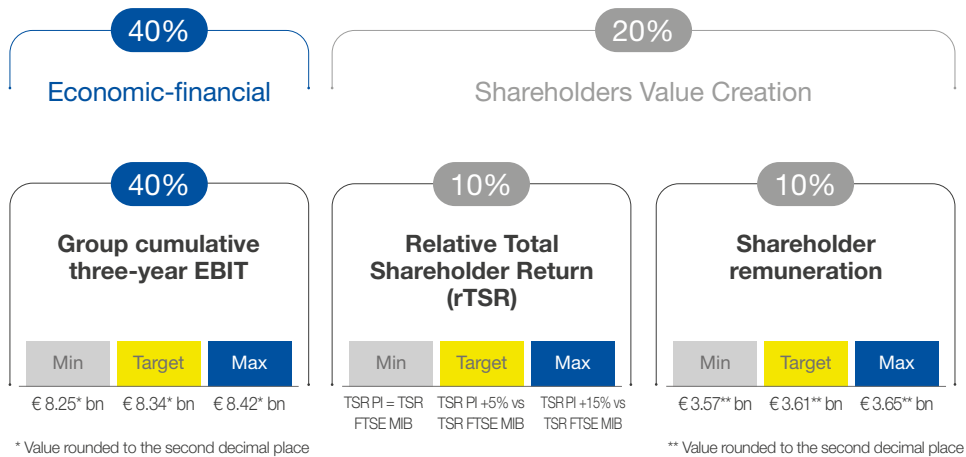 40%
Economic-financial
20%
Shareholders Value Creation
40%
Group cumulative
three-year EBIT
Min
Target
Max
€ 8.25* bn
€ 8.34* bn
€ 8.42* bn
* Value rounded to the second decimal place
10%
Relative Total
Shareholder Return
(rTSR)
Min
Target
Max
TSR PI = TSR
FTSE MIB
TSR PI +5% vs
TSR FTSE MIB
TSR PI +15% vs
TSR FTSE MIB
10%
Shareholder
remuneration
Min
Target
Max
€ 3.57** bn
€ 3.61** bn
€ 3.65** bn
** Value rounded to the second decimal place